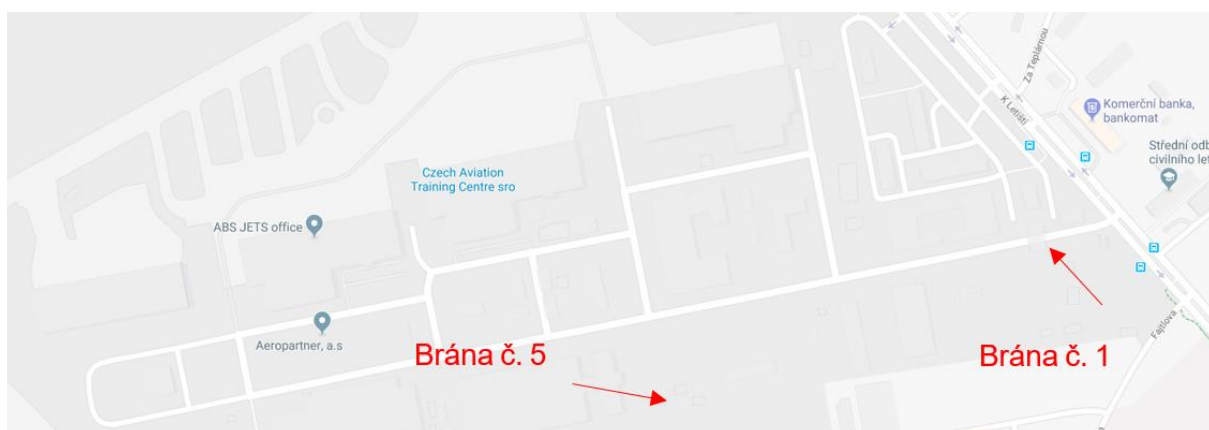 Za Teplárnou
K Letišti
Komerční banka,
bankomat
Střední odb
civilního let
Czech Aviation
Training Centre sro
ABS JETS office
Aeropartner, a.s
Brána č. 5
Brána č. 1
Fajtlova